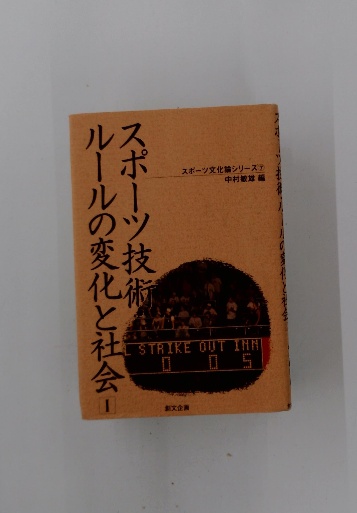 スポーツ技術・
ルールの変化と社会 I
スポーツ文化論シリーズ⑦
中村敏雄 編
L STRIKE OUT INN
0 0 5
創文企画